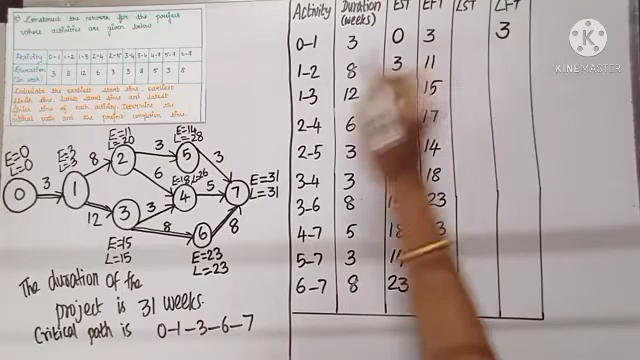 Construct the network for the project
whose activities are given below
Activity 0-1 1-2 1-3 2-4 2-5 3-4 3-6 4-7 5-7 6-7
Duration 3 8 12 6 3 3 8 5 3 8
(in week)
Calculate the earliest start time, earliest
finish time, latest start time and latest
finish time of each activity. Determine the
critical path and the project completion time.
E=0
L=0
0
3
E=3
L=3
1
8
12
E=11
L=20
2
3
6
E=15
L=15
3
3
8
E=14
L=28
5
3
E=18 L=26
4
5
E=23
L=23
6
8
E=31
L=31
7
The duration of the
project is 31 weeks.
Critical path is 0-1-3-6-7
Activity Duration (weeks) EST EFT LST LFT
0-1 3 0 3 3
1-2 8 3 11
1-3 12 15
2-4 6 17
2-5 3 14
3-4 3 18
3-6 8 23
4-7 5 18
5-7 3
6-7 8 23
KINEMASTER